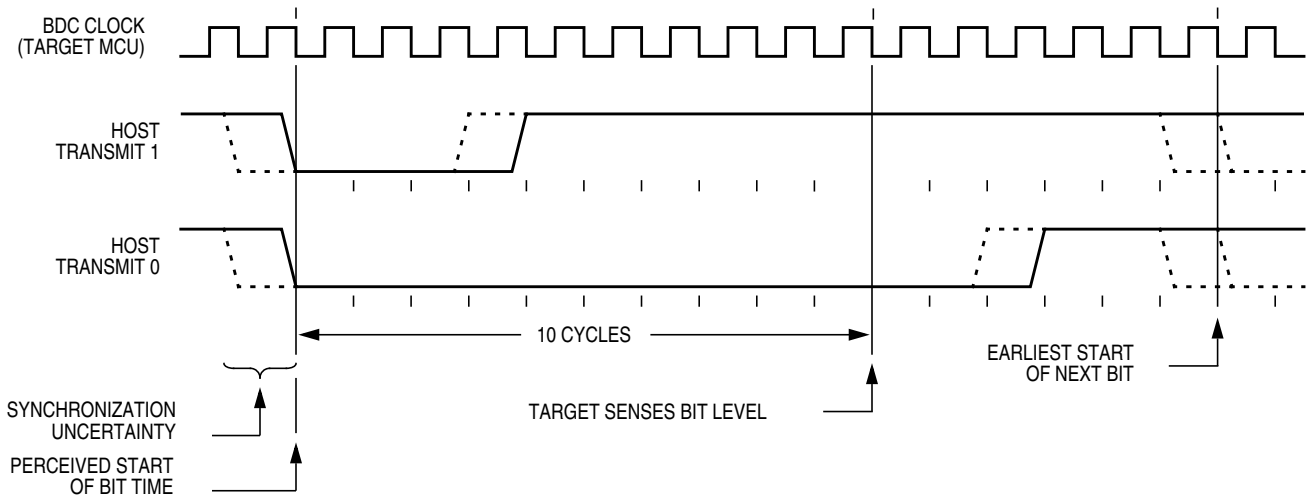 BDC CLOCK
(TARGET MCU)
HOST
TRANSMIT 1
HOST
TRANSMIT 0
10 CYCLES
EARLIEST START
OF NEXT BIT
TARGET SENSES BIT LEVEL
SYNCHRONIZATION
UNCERTAINTY
PERCEIVED START
OF BIT TIME